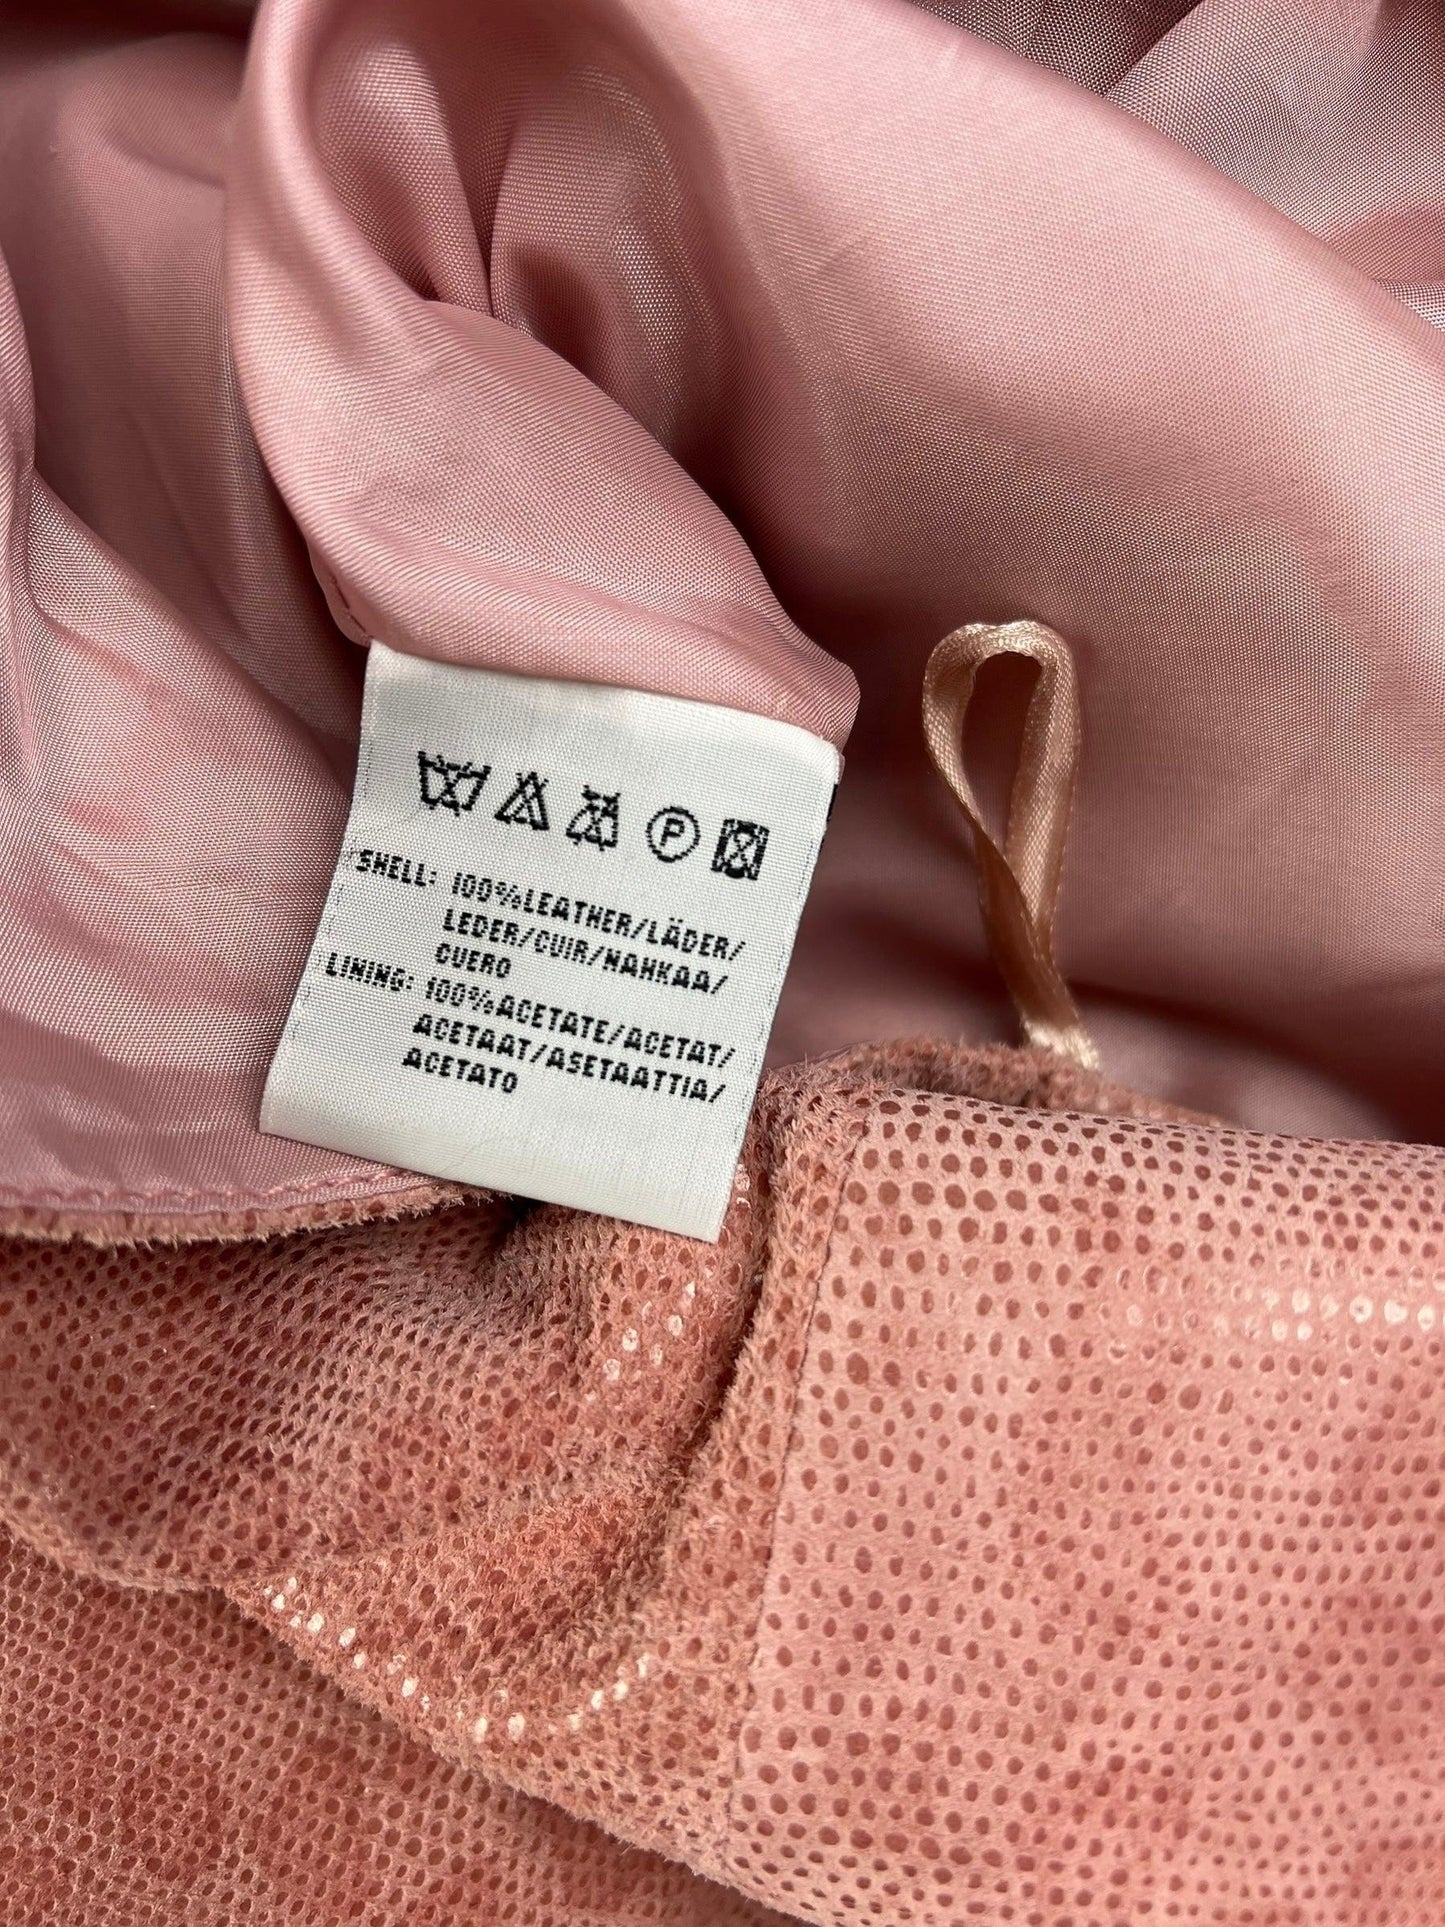 P
SHELL: 100%LEATHER/LÄDER/
LEDER/CUIR/NAHKAA/
CUERO
LINING: 100%ACETATE/ACETAT/
ACETAAT/ASETAATTIA/
ACETATO